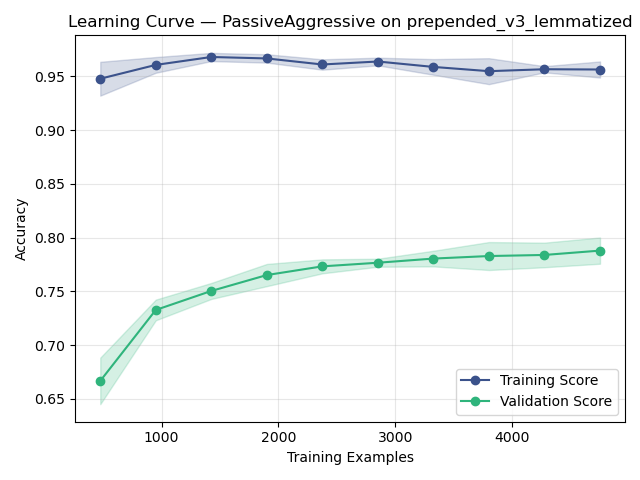 Learning Curve — PassiveAggressive on prepended_v3_lemmatized
0.95
0.90
0.85
0.80
0.75
0.70
0.65
Accuracy
1000 2000 3000 4000
Training Examples
Training Score
Validation Score